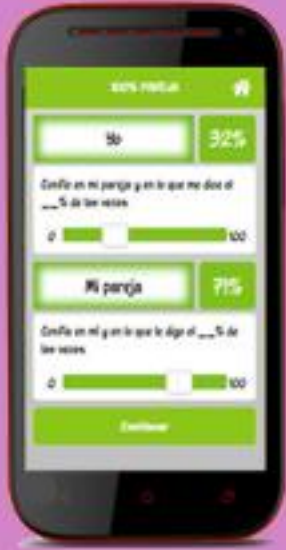 100% PAREJA
Yo
32%
Confío en mi pareja y en lo que me dice el
__% de las veces
0
100
Mi pareja
71%
Confía en mí y en lo que le digo el __% de
las veces
0
100
Continuar